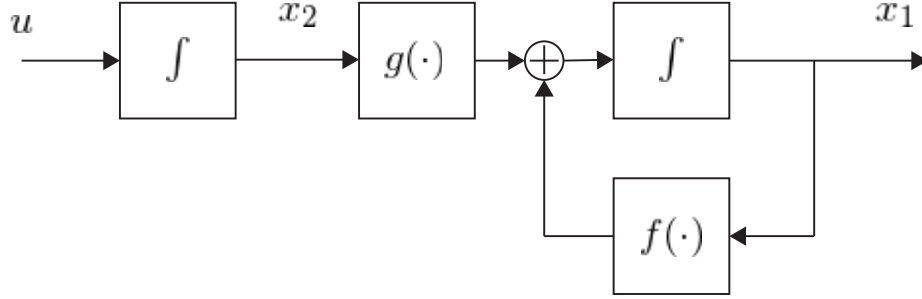 u
∫
x₂
g(·)
∫
x₁
f(·)